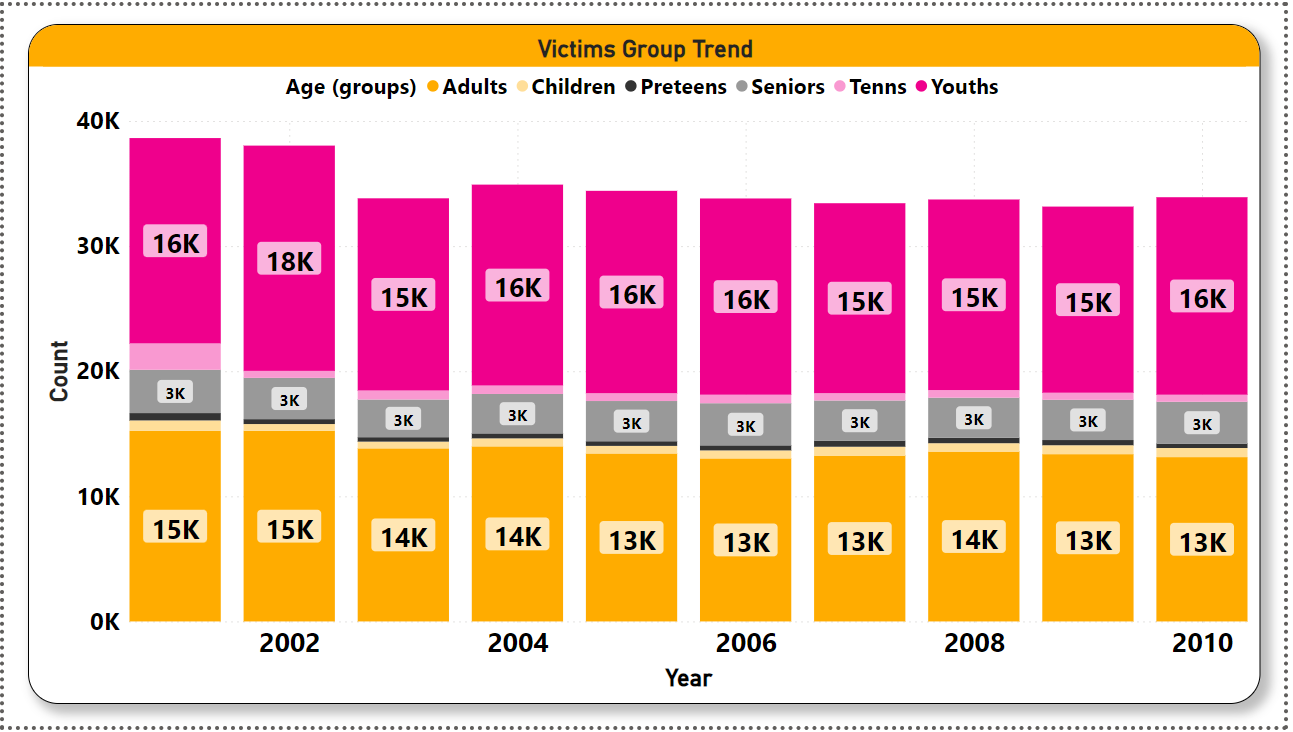 Victims Group Trend
Age (groups) Adults Children Preteens Seniors Tenns Youths
40K
30K
20K
10K
0K
Count
16K 18K 15K 16K 16K 16K 15K 15K 15K 16K
3K 3K 3K 3K 3K 3K 3K 3K 3K 3K
15K 15K 14K 14K 13K 13K 13K 14K 13K 13K
2002 2004 2006 2008 2010
Year